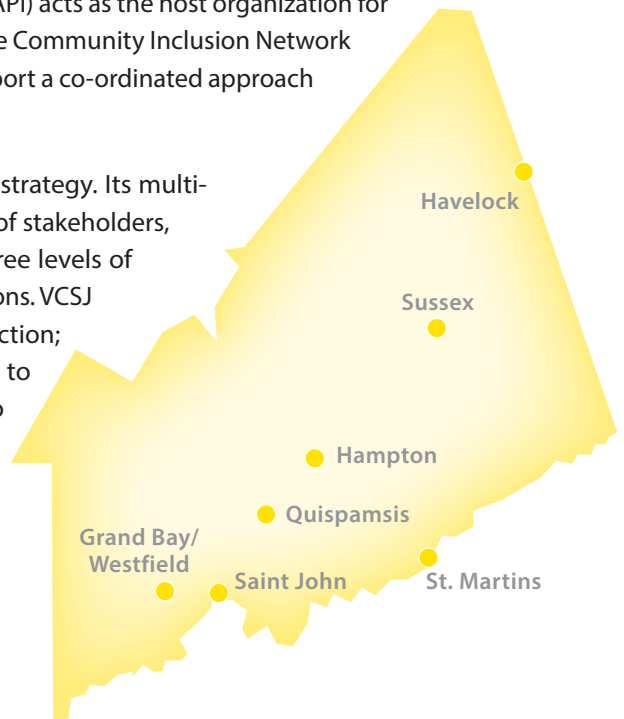 API) acts as the host organization for
e Community Inclusion Network
port a co-ordinated approach
strategy. Its multi-
of stakeholders,
ree levels of
ons. VCSJ
ction;
to
Havelock
Sussex
Hampton
Quispamsis
Grand Bay/
Westfield
Saint John
St. Martins